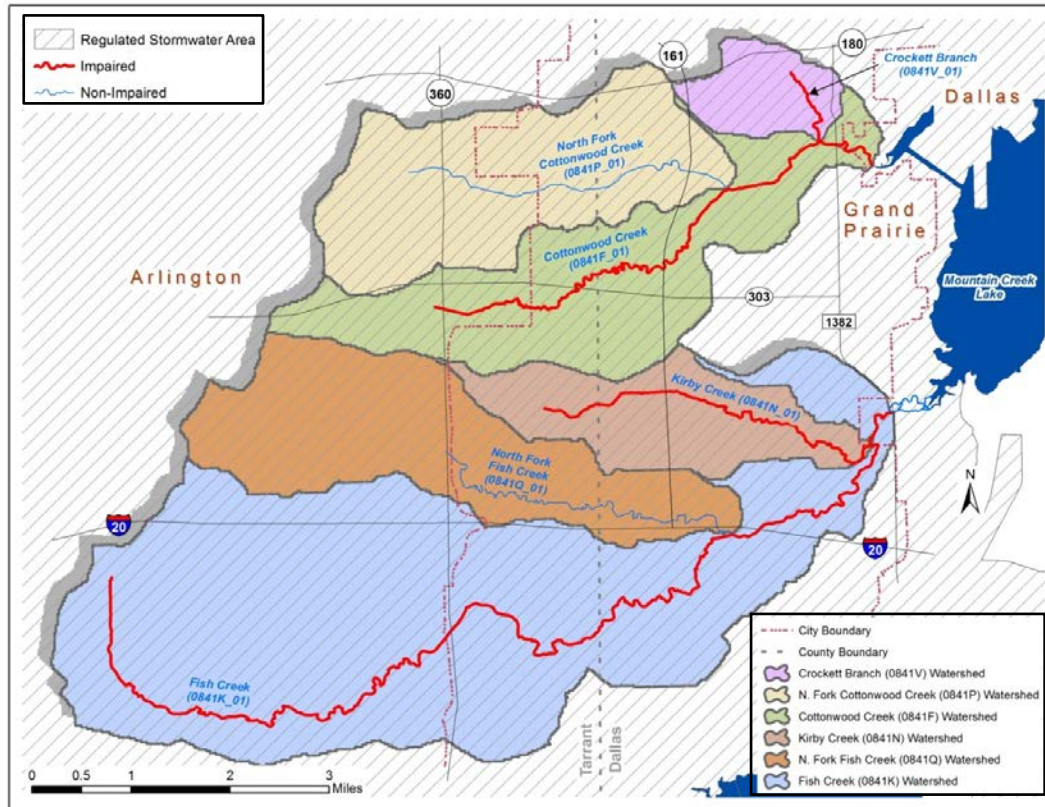 Regulated Stormwater Area
Impaired
Non-Impaired
360
161
180
Crockett Branch
(0841V_01)
Dallas
North Fork
Cottonwood Creek
(0841P_01)
Grand
Prairie
Cottonwood Creek
(0841F_01)
Arlington
Mountain Creek
Lake
303
1382
Kirby Creek (0841N_01)
North Fork
Fish Creek
(0841Q_01)
N
20
20
Fish Creek
(0841K_01)
Tarrant
Dallas
0 0.5 1 2 3
Miles
City Boundary
County Boundary
Crockett Branch (0841V) Watershed
N. Fork Cottonwood Creek (0841P) Watershed
Cottonwood Creek (0841F) Watershed
Kirby Creek (0841N) Watershed
N. Fork Fish Creek (0841Q) Watershed
Fish Creek (0841K) Watershed